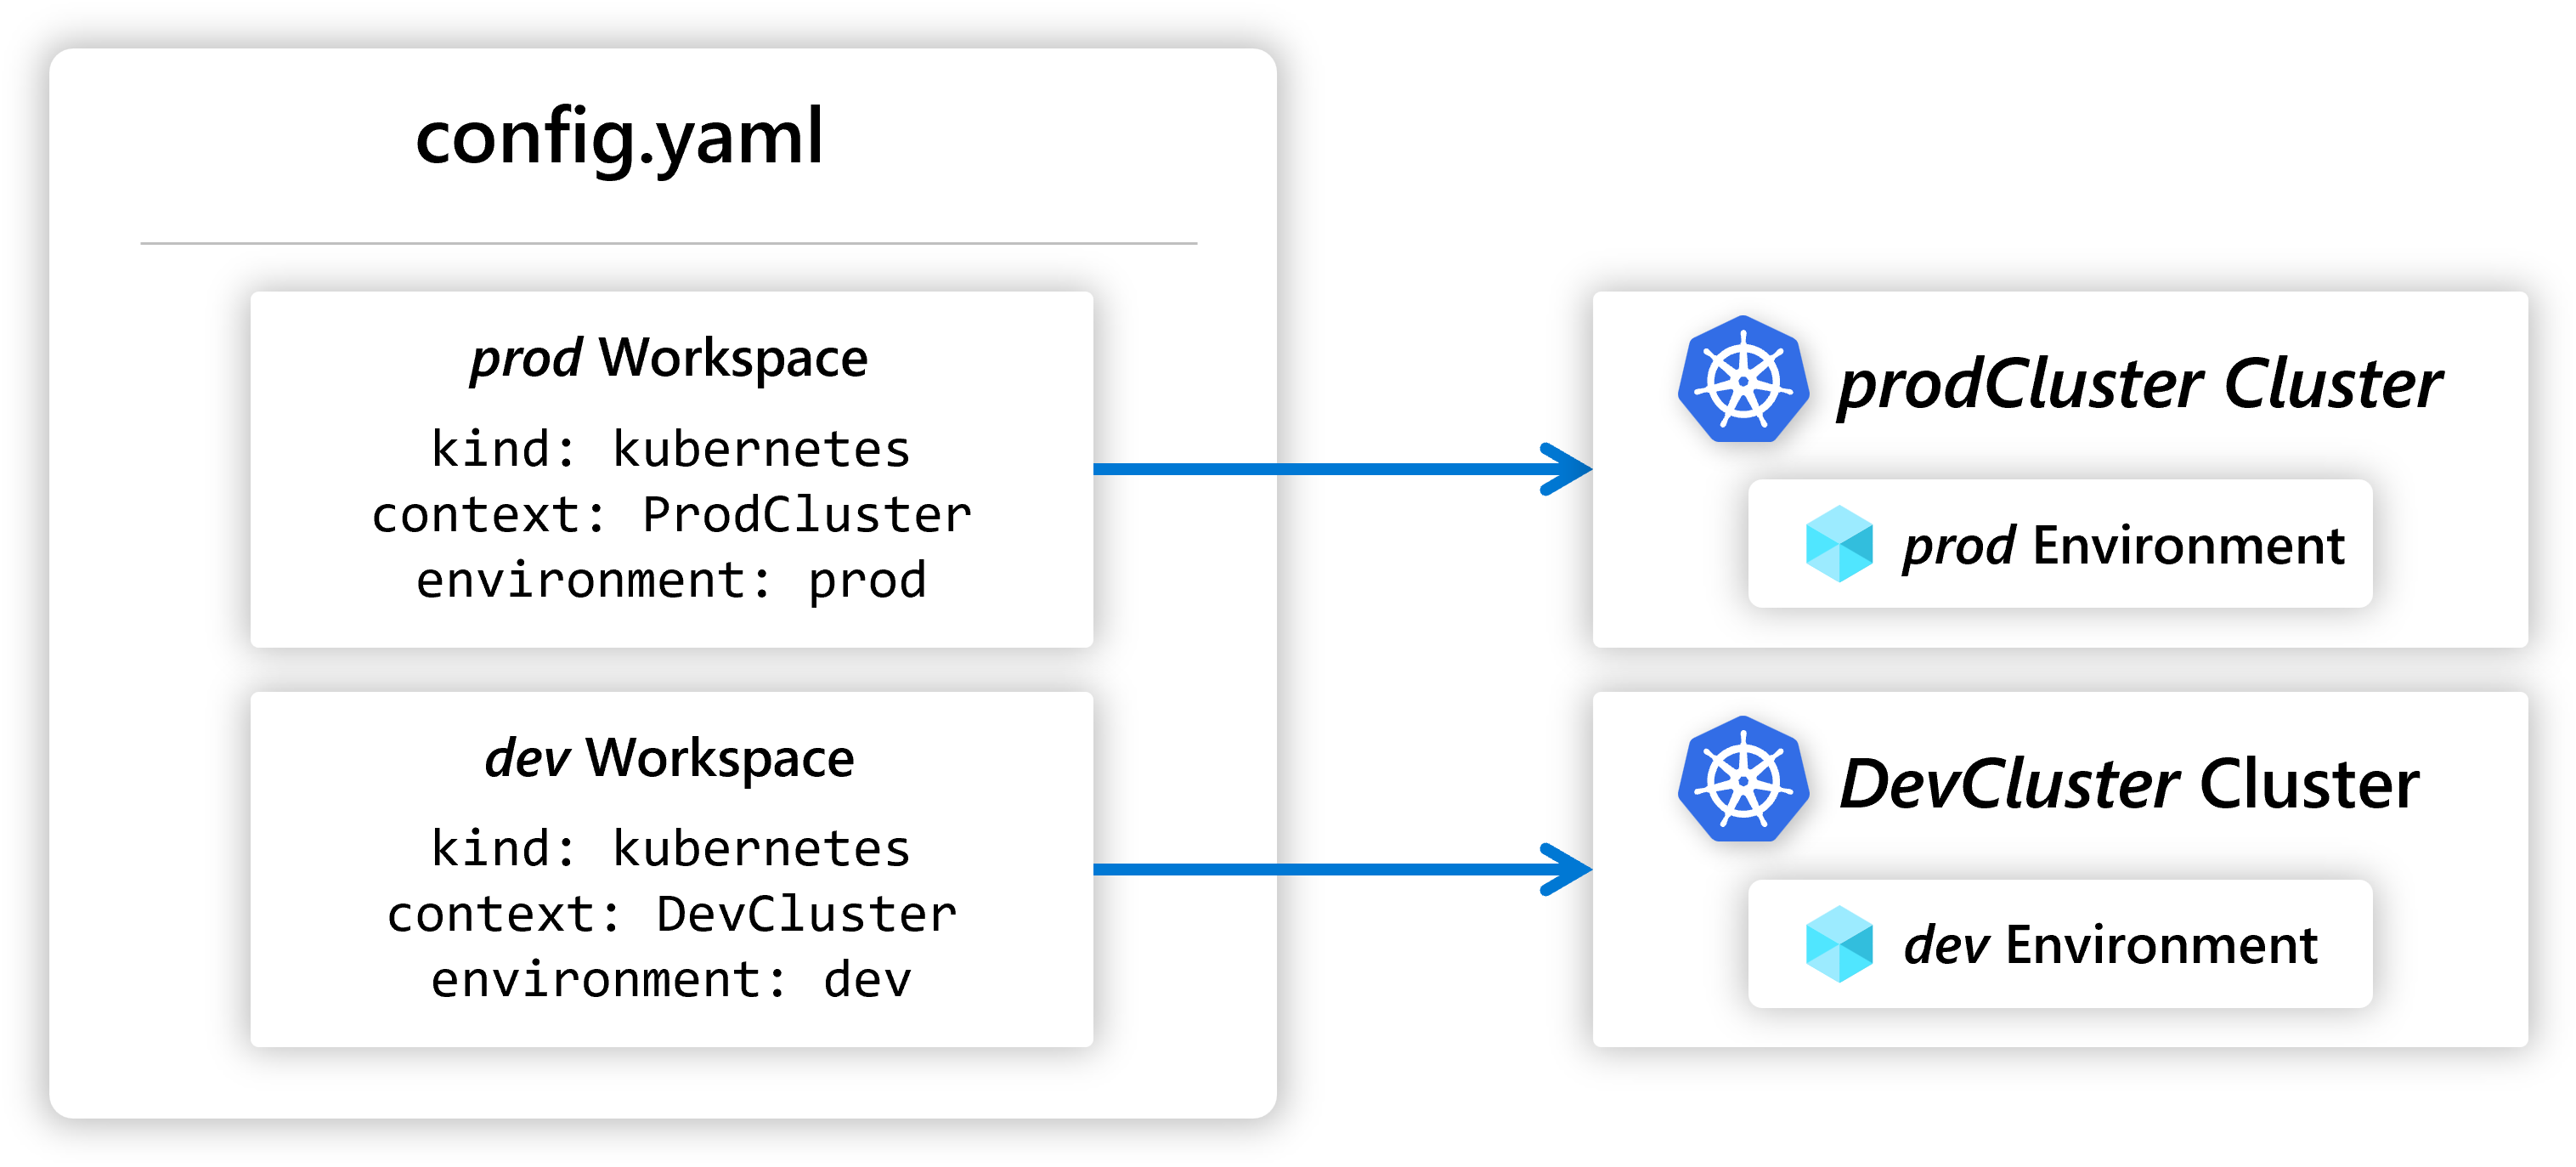 config.yaml
prod Workspace
kind: kubernetes
context: ProdCluster
environment: prod
prodCluster Cluster
prod Environment
dev Workspace
kind: kubernetes
context: DevCluster
environment: dev
DevCluster Cluster
dev Environment